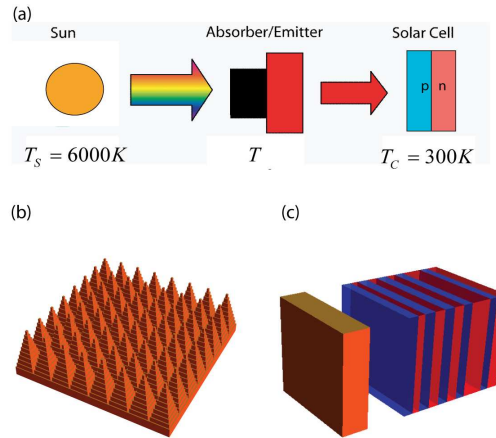 (a)
Sun
Absorber/Emitter
Solar Cell
p n
T_S = 6000K
T
T_C = 300K
(b)
(c)